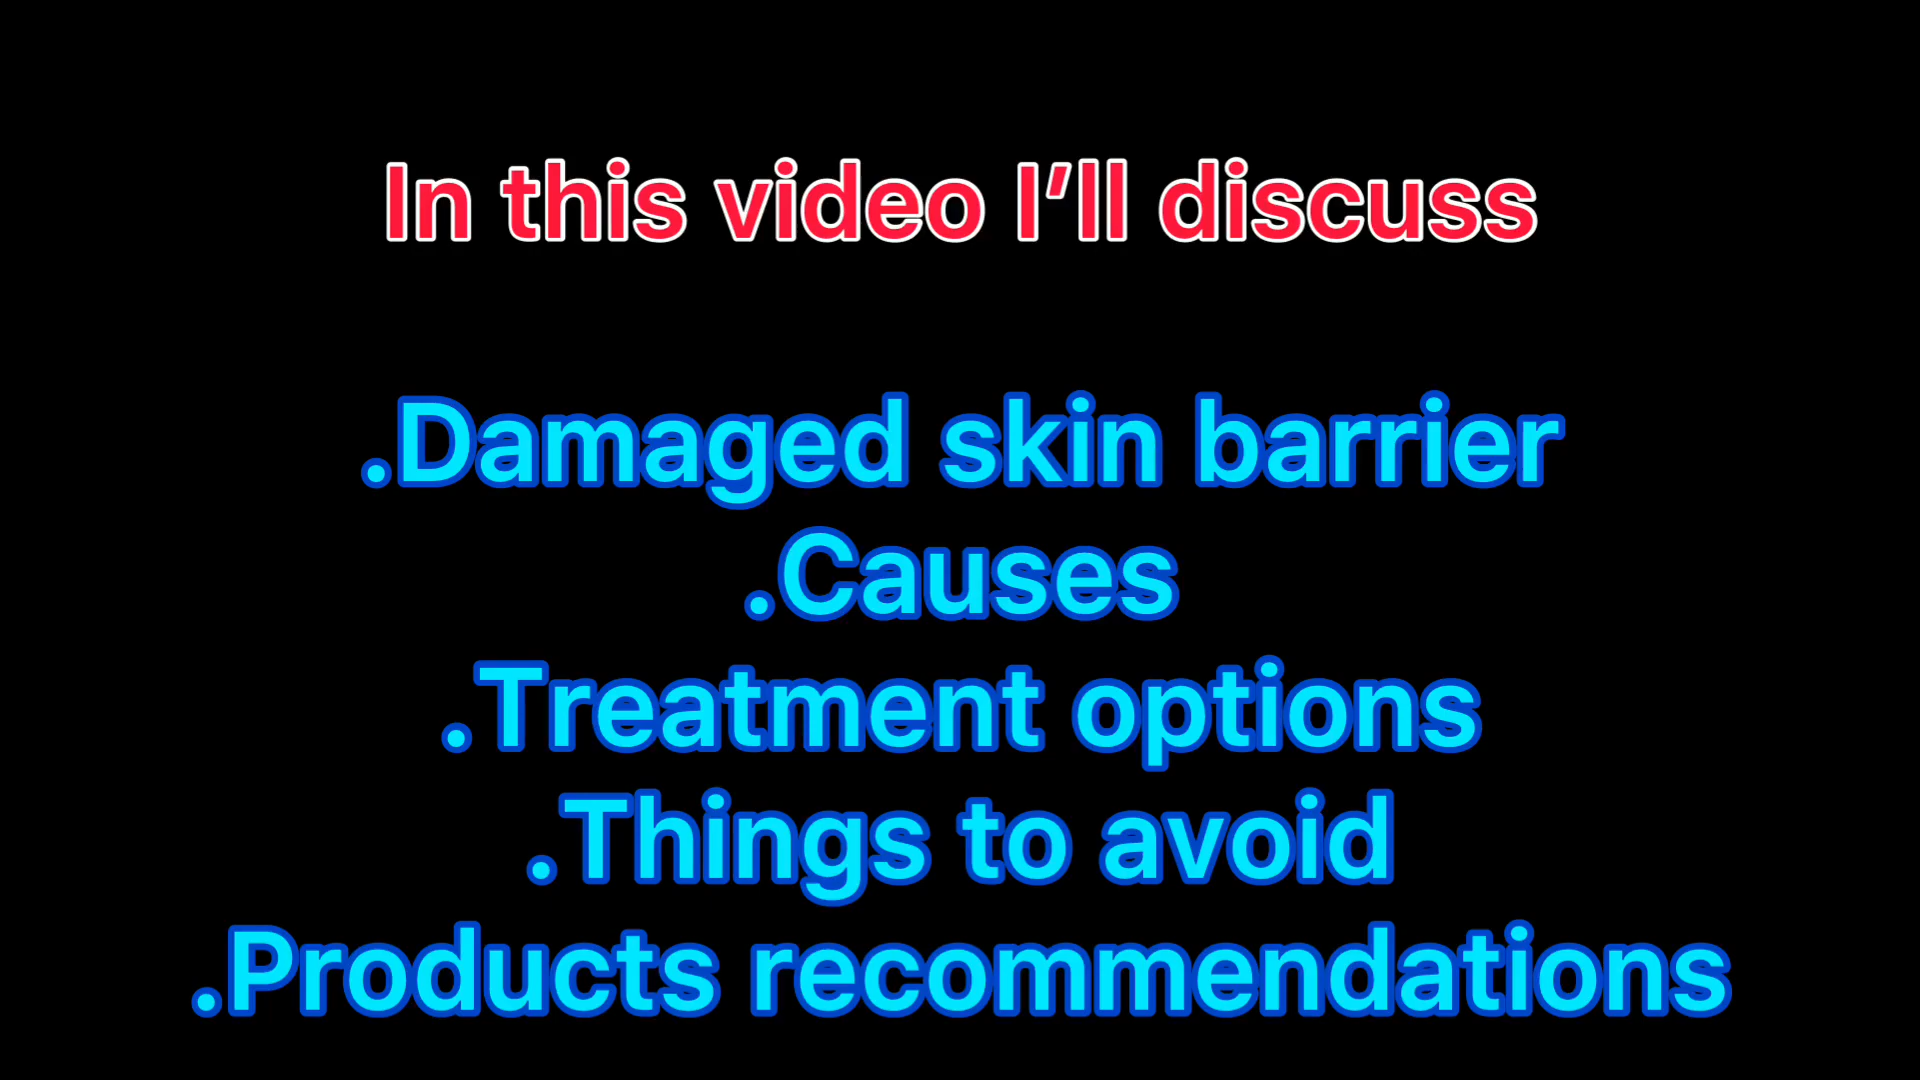 In this video I’ll discuss
.Damaged skin barrier
.Causes
.Treatment options
.Things to avoid
.Products recommendations